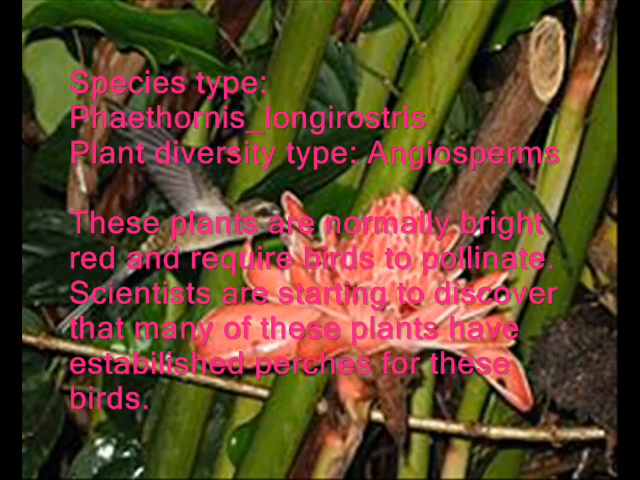 Species type:
Phaethornis_longirostris
Plant diversity type: Angiosperms
These plants are normally bright
red and require birds to pollinate.
Scientists are starting to discover
that many of these plants have
estabilished perches for these
birds.